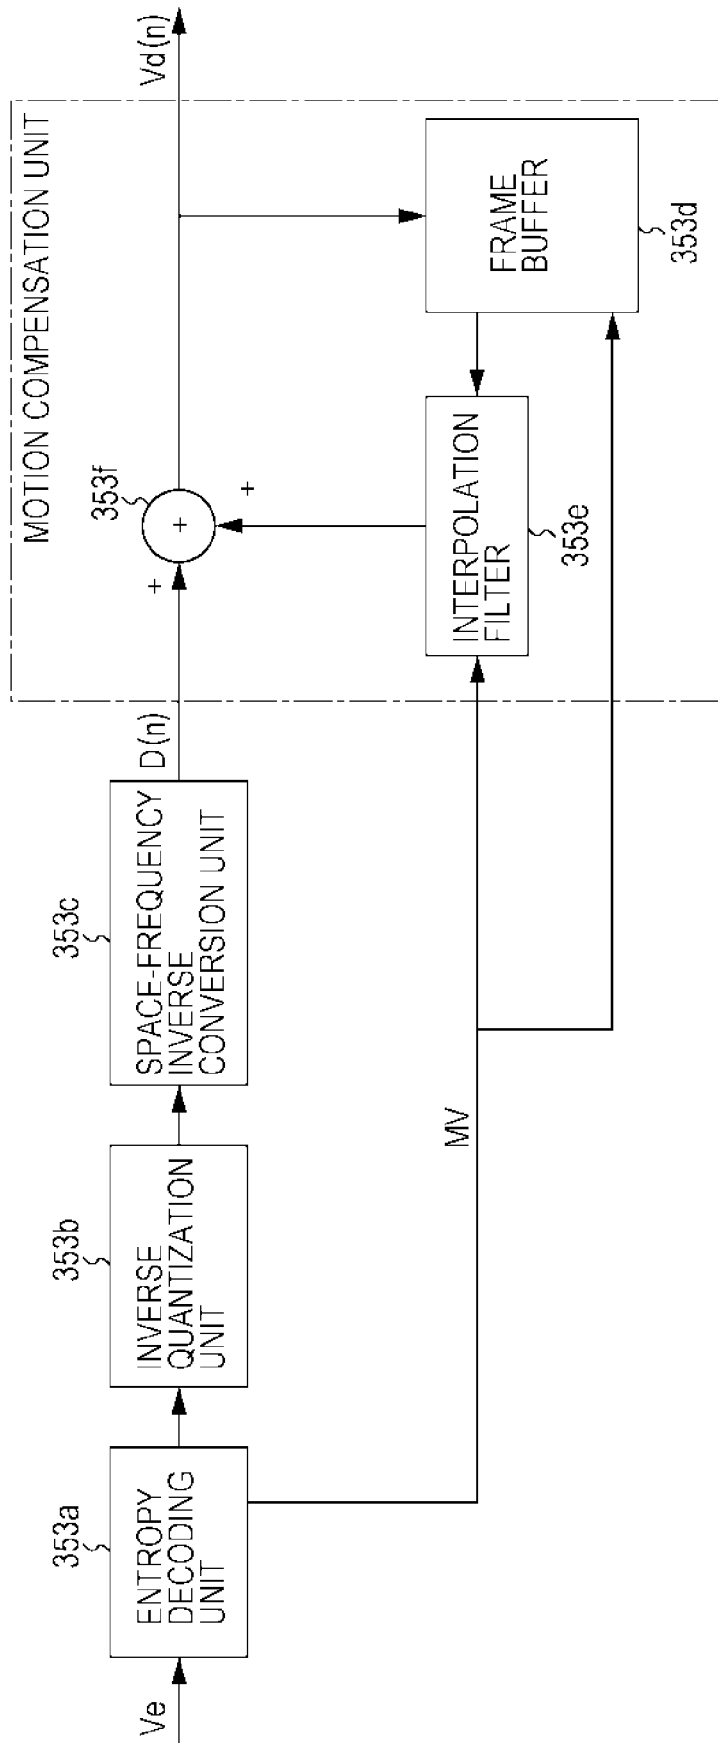 Ve
353a
ENTROPY
DECODING
UNIT
353b
INVERSE
QUANTIZATION
UNIT
353c
SPACE-FREQUENCY
INVERSE
CONVERSION UNIT
D(n)
MV
MOTION COMPENSATION UNIT
353f
+
+
+
INTERPOLATION
FILTER
353e
FRAME
BUFFER
353d
Vd(n)